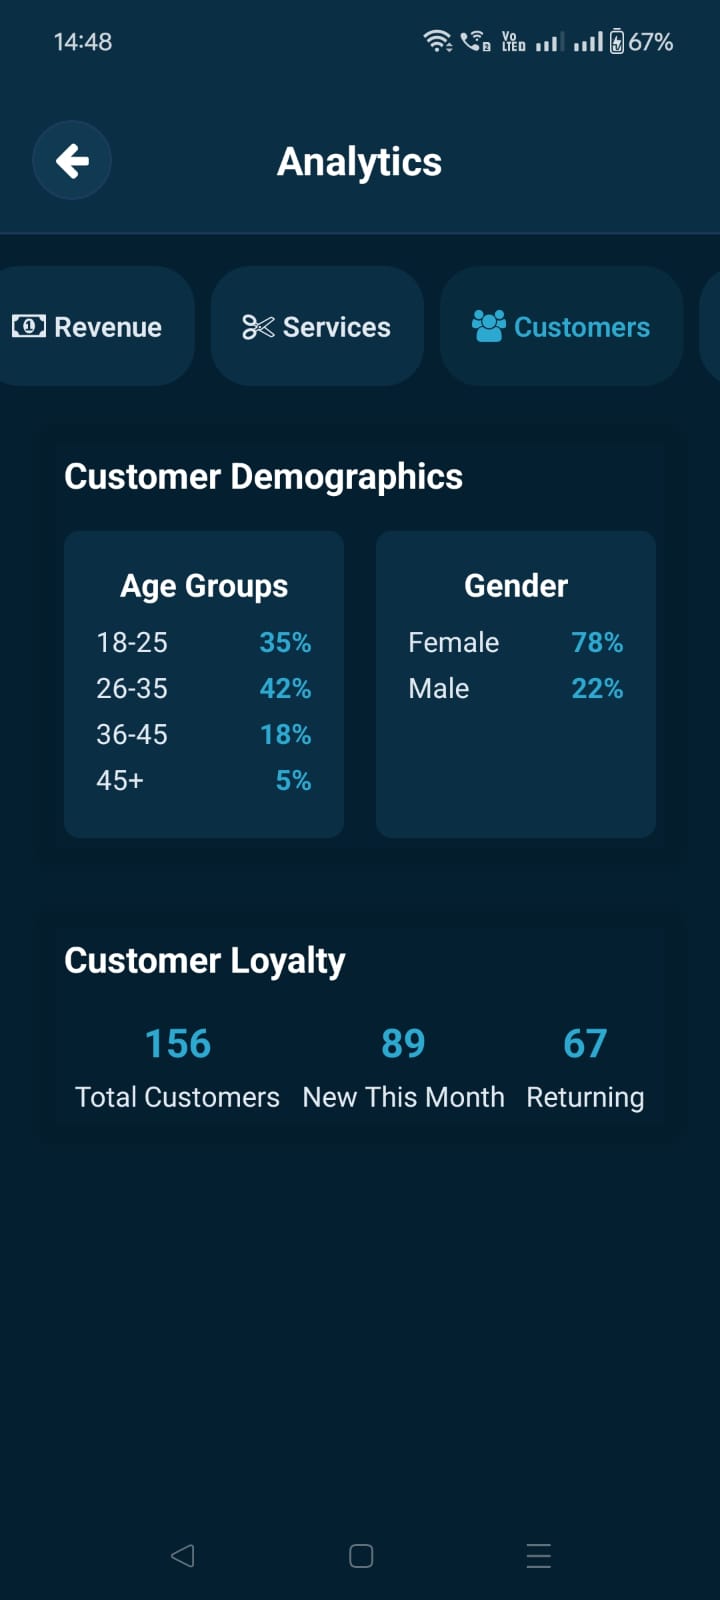 14:48 67%
Analytics
Revenue Services Customers
Customer Demographics
Age Groups
18-25 35%
26-35 42%
36-45 18%
45+ 5%
Gender
Female 78%
Male 22%
Customer Loyalty
156 89 67
Total Customers New This Month Returning